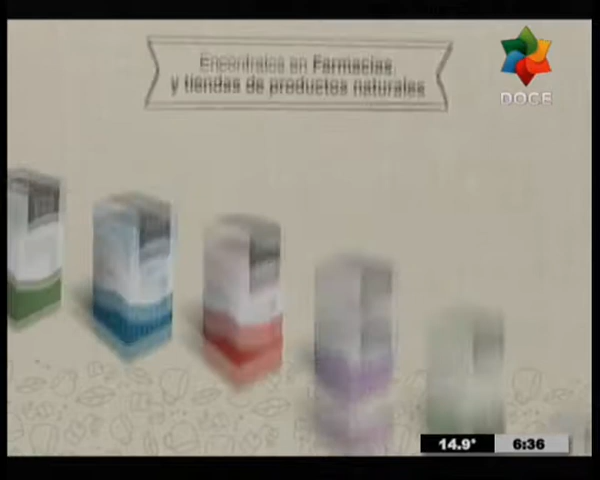 Encontralos en Farmacias
y tiendas de productos naturales
DOCE
14.9° 6:36